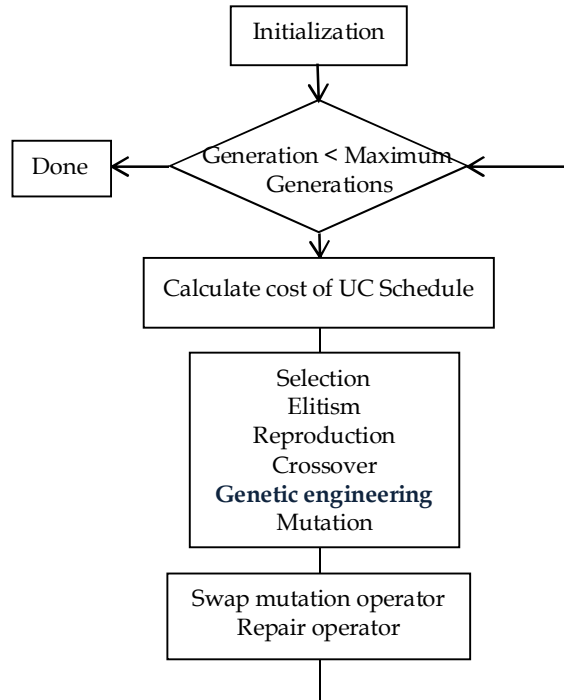 Initialization
Done
Generation < Maximum
Generations
Calculate cost of UC Schedule
Selection
Elitism
Reproduction
Crossover
Genetic engineering
Mutation
Swap mutation operator
Repair operator